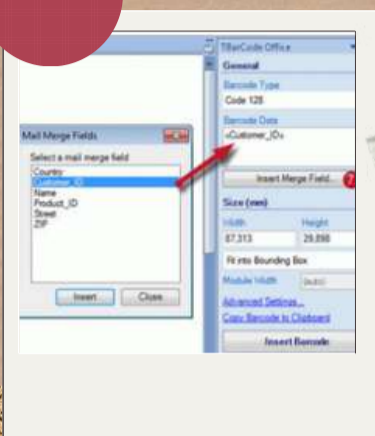 TBarCode Office
General
Barcode Type
Code 128
Barcode Data
«Customer_ID»
Mail Merge Fields
Select a mail merge field
Country
Customer_ID
Name
Product_ID
Street
ZIP
Insert Close
Insert Merge Field... 7
Size (mm)
Width Height
87,313 29,898
Fit into Bounding Box
Module Width (auto)
Advanced Settings...
Copy Barcode to Clipboard
Insert Barcode